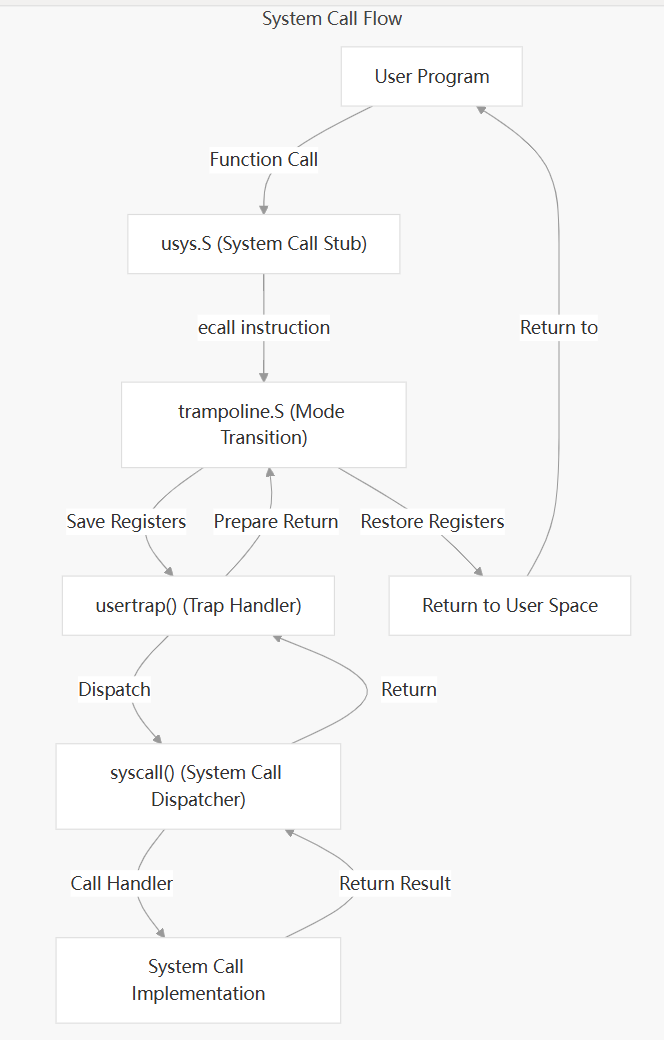 System Call Flow
User Program
Function Call
usys.S (System Call Stub)
ecall instruction
Return to
trampoline.S (Mode
Transition)
Save Registers
Prepare Return
Restore Registers
usertrap() (Trap Handler)
Return to User Space
Dispatch
Return
syscall() (System Call
Dispatcher)
Call Handler
Return Result
System Call
Implementation